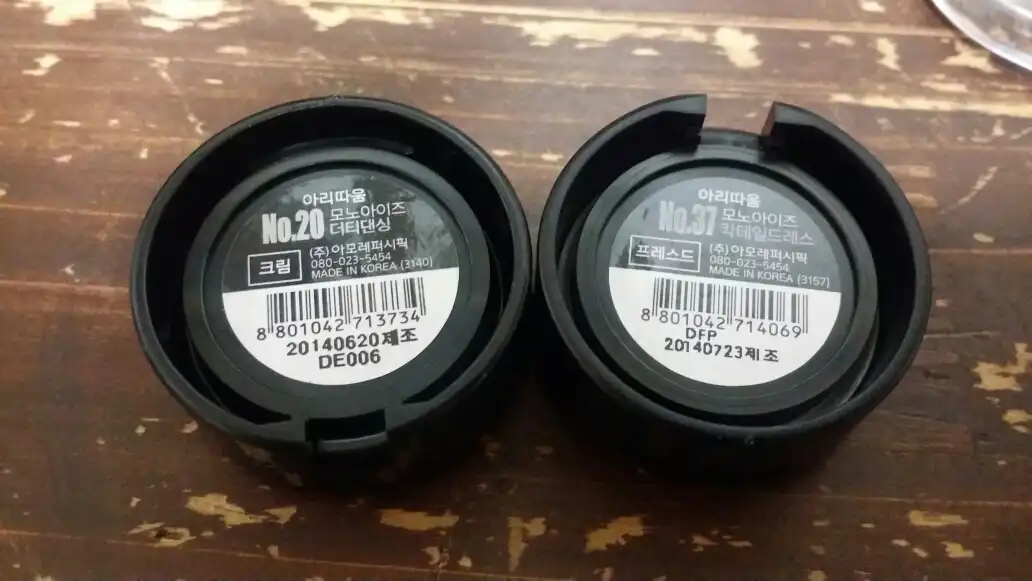 아리따움
No.20 모노아이즈
더티댄싱
크림
(주)아모레퍼시픽
080-023-5454
MADE IN KOREA (3140)
8 801042 713734
20140620제조
DE006
아리따움
No.37 모노아이즈
칵테일드레스
프레스드
(주)아모레퍼시픽
080-023-5454
MADE IN KOREA (3157)
8 801042 714069
DFP
20140723제조